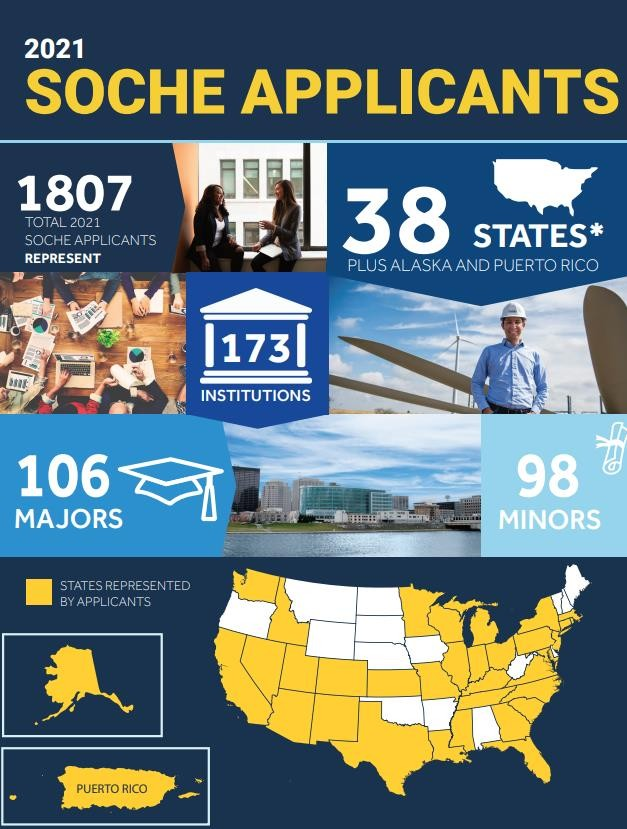 2021
SOCHE APPLICANTS
1807
TOTAL 2021
SOCHE APPLICANTS
REPRESENT
38
STATES*
PLUS ALASKA AND PUERTO RICO
173
INSTITUTIONS
106
MAJORS
98
MINORS
STATES REPRESENTED
BY APPLICANTS
PUERTO RICO